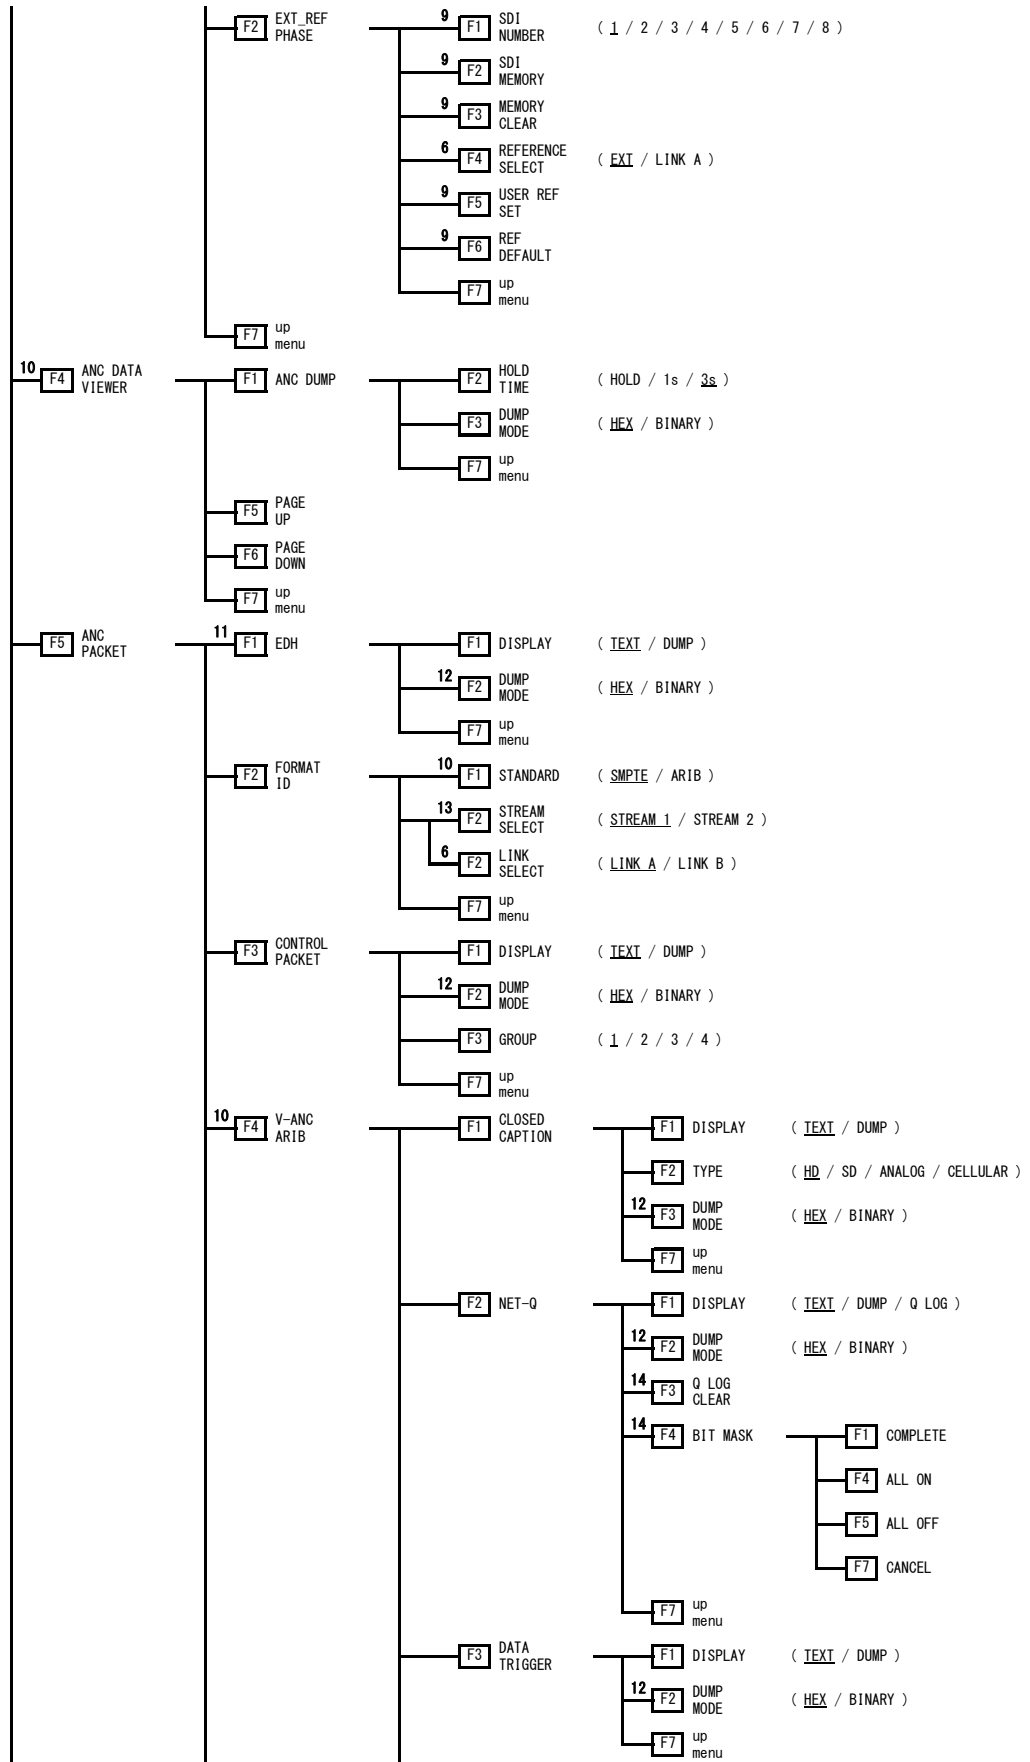 F2 EXT_REF PHASE
9 F1 SDI NUMBER ( 1 / 2 / 3 / 4 / 5 / 6 / 7 / 8 )
9 F2 SDI MEMORY
9 F3 MEMORY CLEAR
6 F4 REFERENCE SELECT ( EXT / LINK A )
9 F5 USER REF SET
9 F6 REF DEFAULT
F7 up menu
F7 up menu
10 F4 ANC DATA VIEWER
F1 ANC DUMP
F2 HOLD TIME ( HOLD / 1s / 3s )
F3 DUMP MODE ( HEX / BINARY )
F7 up menu
F5 PAGE UP
F6 PAGE DOWN
F7 up menu
F5 ANC PACKET
11 F1 EDH
F1 DISPLAY ( TEXT / DUMP )
12 F2 DUMP MODE ( HEX / BINARY )
F7 up menu
F2 FORMAT ID
10 F1 STANDARD ( SMPTE / ARIB )
13 F2 STREAM SELECT ( STREAM 1 / STREAM 2 )
6 F2 LINK SELECT ( LINK A / LINK B )
F7 up menu
F3 CONTROL PACKET
F1 DISPLAY ( TEXT / DUMP )
12 F2 DUMP MODE ( HEX / BINARY )
F3 GROUP ( 1 / 2 / 3 / 4 )
F7 up menu
10 F4 V-ANC ARIB
F1 CLOSED CAPTION
F1 DISPLAY ( TEXT / DUMP )
F2 TYPE ( HD / SD / ANALOG / CELLULAR )
12 F3 DUMP MODE ( HEX / BINARY )
F7 up menu
F2 NET-Q
F1 DISPLAY ( TEXT / DUMP / Q LOG )
12 F2 DUMP MODE ( HEX / BINARY )
14 F3 Q LOG CLEAR
14 F4 BIT MASK
F1 COMPLETE
F4 ALL ON
F5 ALL OFF
F7 CANCEL
F7 up menu
F3 DATA TRIGGER
F1 DISPLAY ( TEXT / DUMP )
12 F2 DUMP MODE ( HEX / BINARY )
F7 up menu